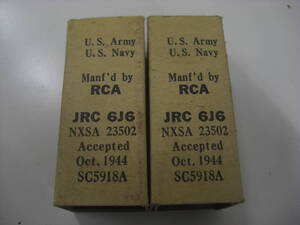 U. S. Army
U. S. Navy
Manf'd by
RCA
JRC 6J6
NXSA 23502
Accepted
Oct. 1944
SC5918A
U. S. Army
U. S. Navy
Manf'd by
RCA
JRC 6J6
NXSA 23502
Accepted
Oct. 1944
SC5918A